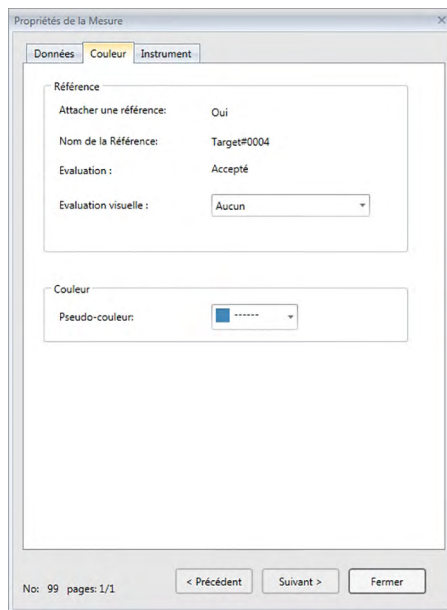 Propriétés de la Mesure
Données Couleur Instrument
Référence
Attacher une référence: Oui
Nom de la Référence: Target#0004
Evaluation : Accepté
Evaluation visuelle : Aucun
Couleur
Pseudo-couleur: ------
No: 99 pages: 1/1 < Précédent Suivant > Fermer